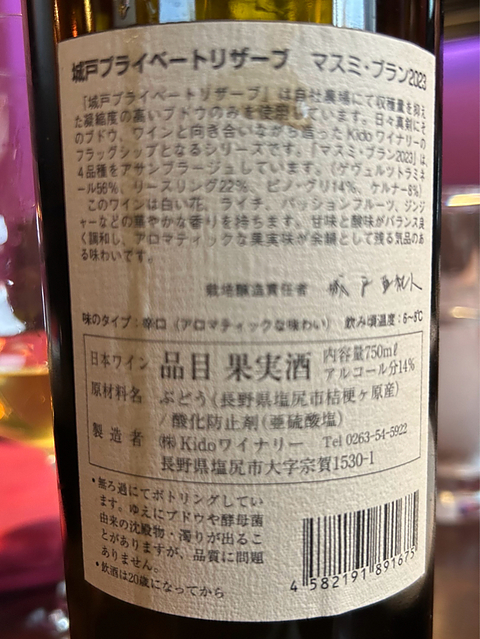 城戸プライベートリザーブ マスミ・ブラン2023
「城戸プライベートリザーブ」は自社農場にて収穫量を抑え
た凝縮度の高いブドウのみを使用しています。日々真剣にそ
のブドウ、ワインと向き合いながら造ったKidoワイナリーの
フラッグシップとなるシリーズです。「マスミ・ブラン2023」は、
4品種をアサンブラージュしています。(ゲヴュルツトラミネ
ール56%、リースリング22%、ピノ・グリ14%、ケルナー8%)
このワインは白い花、ライチ、パッションフルーツ、ジンジ
ャーなどの華やかな香りを持ちます。甘味と酸味がバランス良
く調和し、アロマティックな果実味が余韻として残る気品のあ
る味わいです。
栽培醸造責任者
味のタイプ:辛口(アロマティックな味わい) 飲み頃温度:6~8℃
日本ワイン 品目 果実酒 内容量750mℓ
アルコール分14%
原材料名 ぶどう(長野県塩尻市桔梗ヶ原産)
/酸化防止剤(亜硫酸塩)
製造者 ㈱Kidoワイナリー Tel 0263-54-5922
長野県塩尻市大字宗賀1530-1
•無ろ過にてボトリングしてい
ます。ゆえにブドウや酵母菌
由来の沈殿物・濁りが出るこ
とがありますが、品質に問題
ありません。
•飲酒は20歳になってから
4 582191 891675